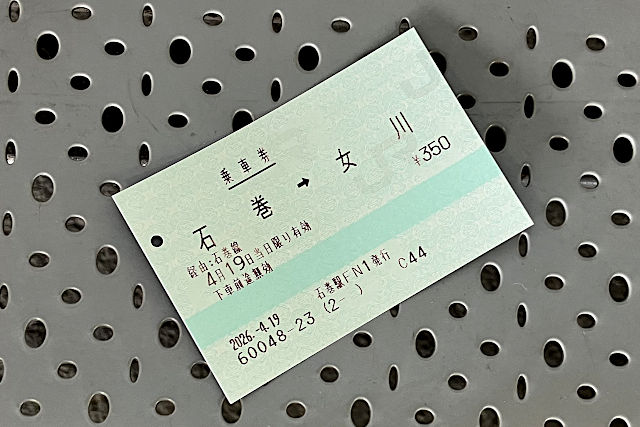 乗車券
石巻 → 女川
経由:石巻線 ¥350
4月19日当日限り有効
下車前途無効
2026.-4.19 石巻駅FN1発行 C44
60048-23 (2- )